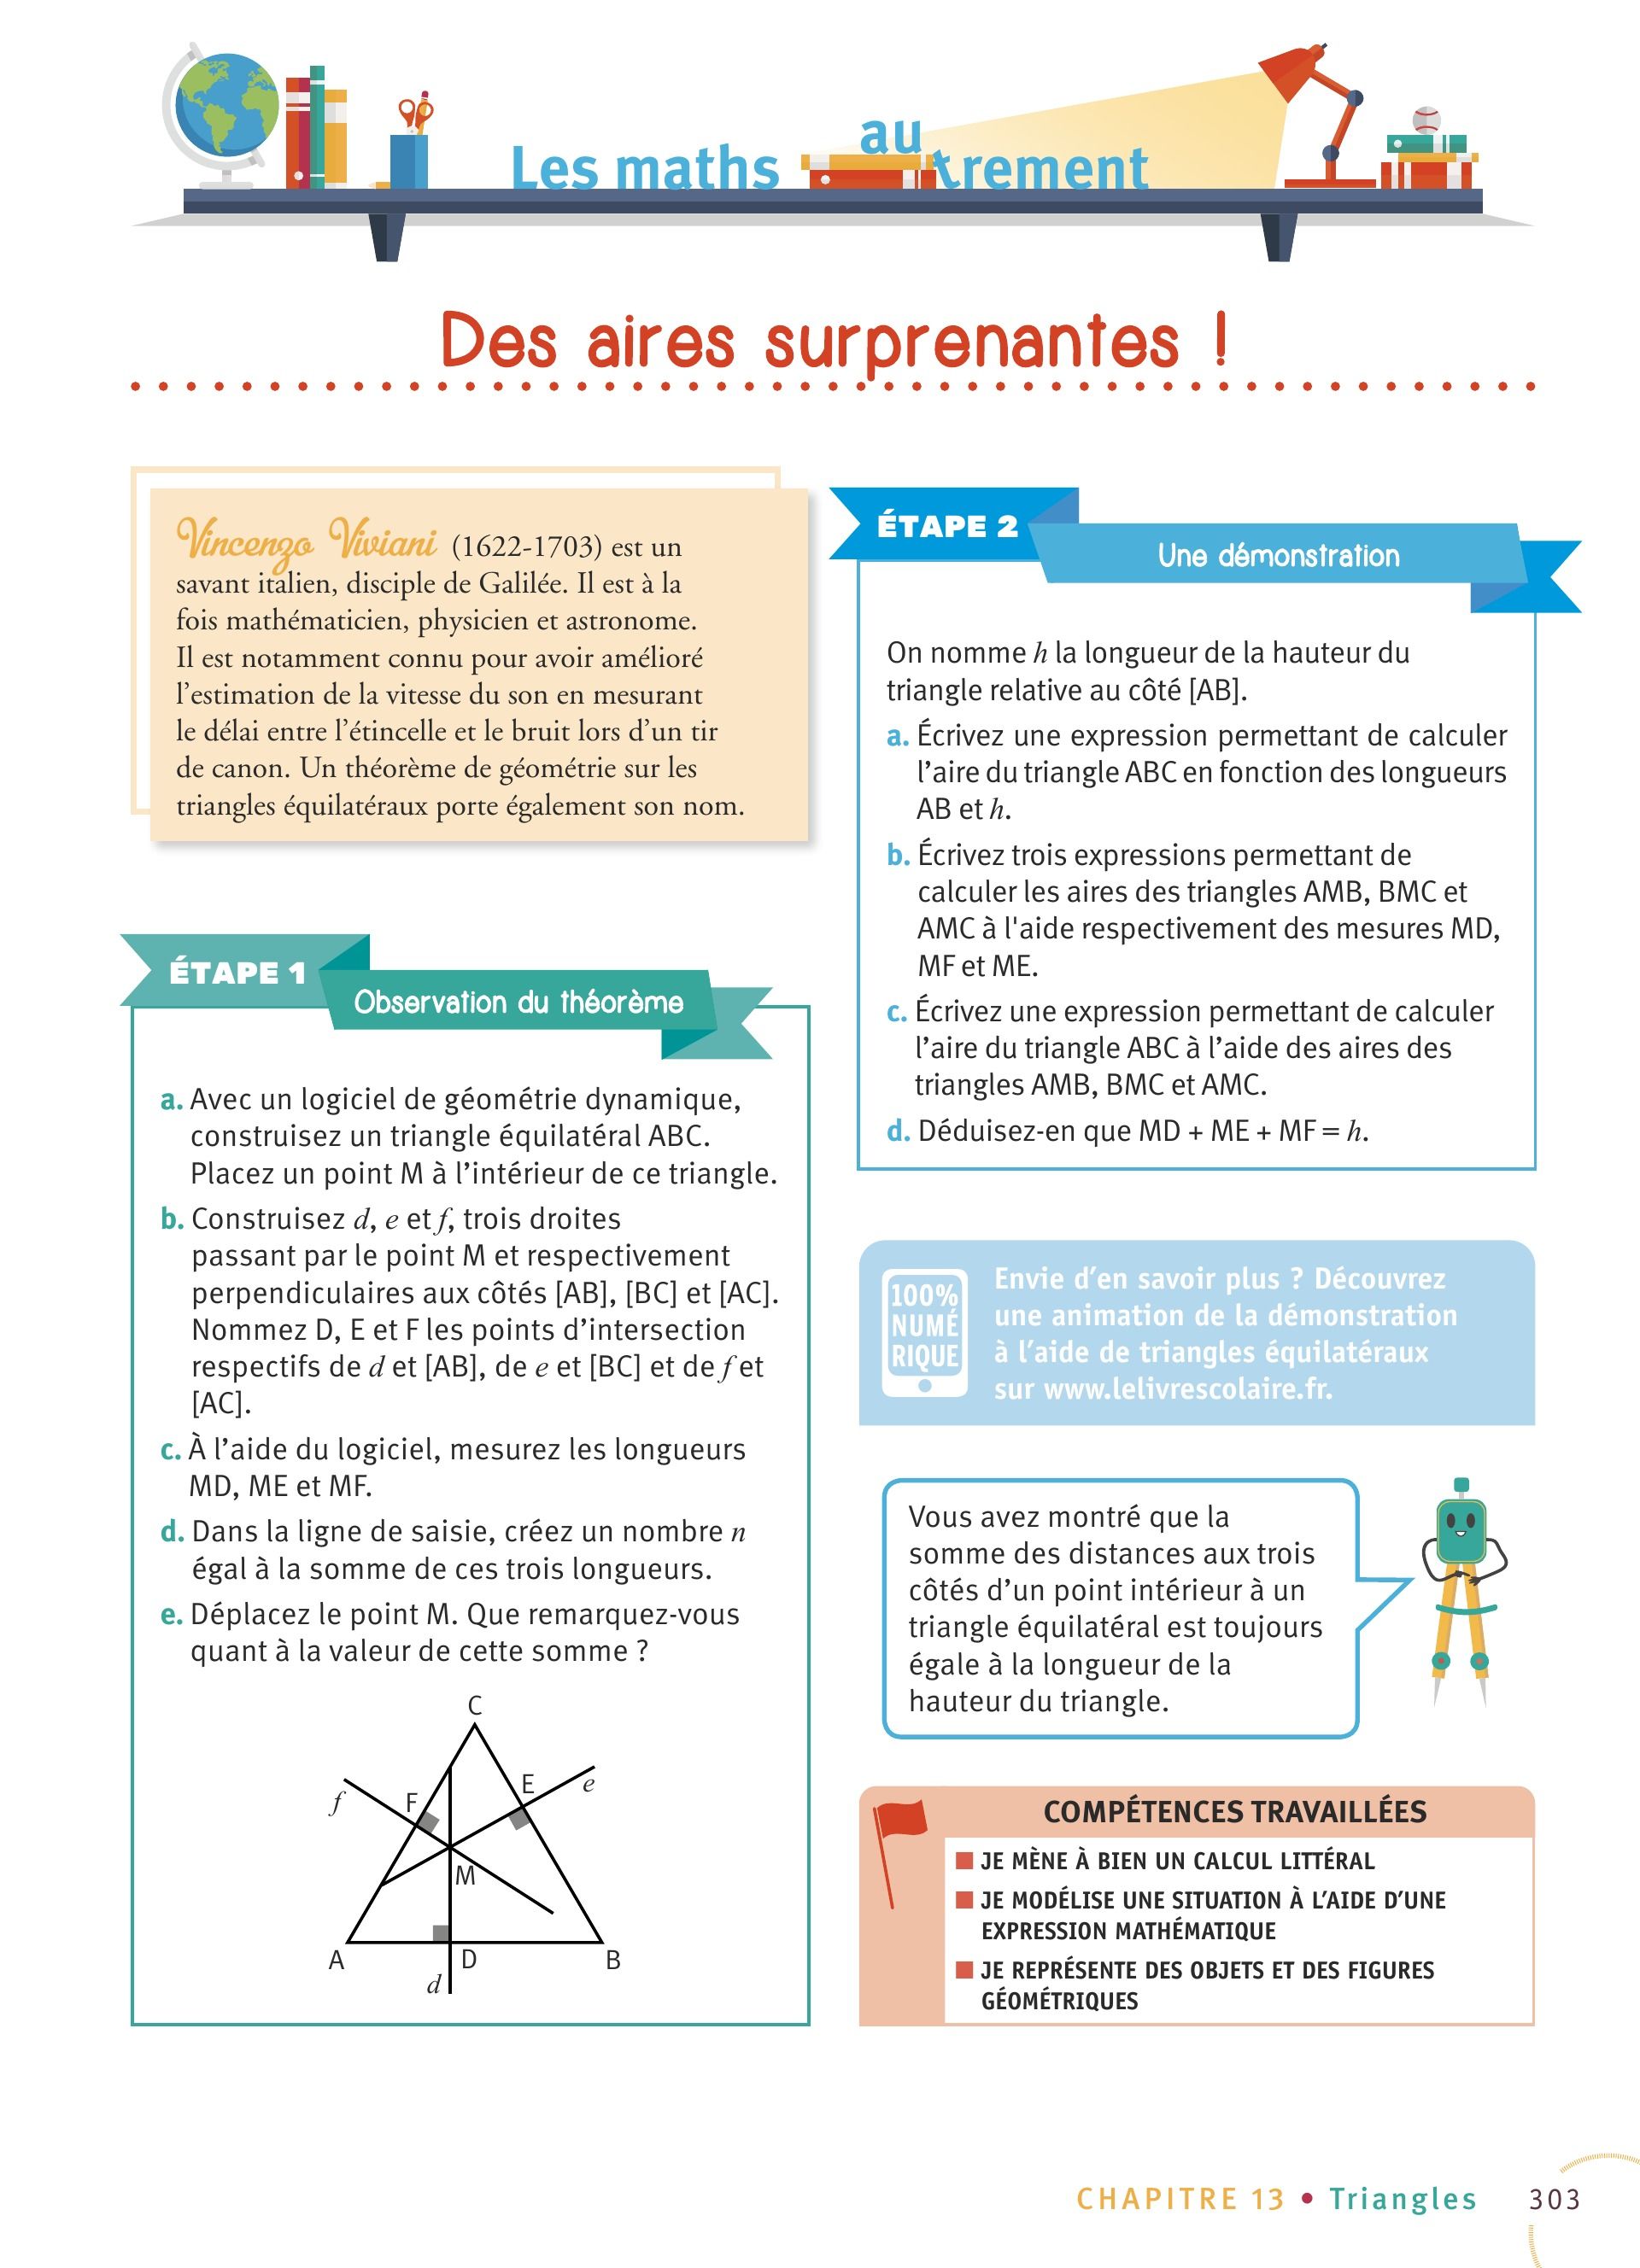 Les maths autrement
Des aires surprenantes !
Vincenzo Viviani (1622-1703) est un
savant italien, disciple de Galilée. Il est à la
fois mathématicien, physicien et astronome.
Il est notamment connu pour avoir amélioré
l’estimation de la vitesse du son en mesurant
le délai entre l’étincelle et le bruit lors d’un tir
de canon. Un théorème de géométrie sur les
triangles équilatéraux porte également son nom.
ÉTAPE 1
Observation du théorème
a. Avec un logiciel de géométrie dynamique,
construisez un triangle équilatéral ABC.
Placez un point M à l’intérieur de ce triangle.
b. Construisez d, e et f, trois droites
passant par le point M et respectivement
perpendiculaires aux côtés [AB], [BC] et [AC].
Nommez D, E et F les points d’intersection
respectifs de d et [AB], de e et [BC] et de f et
[AC].
c. À l’aide du logiciel, mesurez les longueurs
MD, ME et MF.
d. Dans la ligne de saisie, créez un nombre n
égal à la somme de ces trois longueurs.
e. Déplacez le point M. Que remarquez-vous
quant à la valeur de cette somme ?
C
f F E e
M
A D B
d
ÉTAPE 2
Une démonstration
On nomme h la longueur de la hauteur du
triangle relative au côté [AB].
a. Écrivez une expression permettant de calculer
l’aire du triangle ABC en fonction des longueurs
AB et h.
b. Écrivez trois expressions permettant de
calculer les aires des triangles AMB, BMC et
AMC à l'aide respectivement des mesures MD,
MF et ME.
c. Écrivez une expression permettant de calculer
l’aire du triangle ABC à l’aide des aires des
triangles AMB, BMC et AMC.
d. Déduisez-en que MD + ME + MF = h.
100%
NUMÉ
RIQUE
Envie d’en savoir plus ? Découvrez
une animation de la démonstration
à l’aide de triangles équilatéraux
sur www.lelivrescolaire.fr.
Vous avez montré que la
somme des distances aux trois
côtés d’un point intérieur à un
triangle équilatéral est toujours
égale à la longueur de la
hauteur du triangle.
COMPÉTENCES TRAVAILLÉES
JE MÈNE À BIEN UN CALCUL LITTÉRAL
JE MODÉLISE UNE SITUATION À L’AIDE D’UNE
EXPRESSION MATHÉMATIQUE
JE REPRÉSENTE DES OBJETS ET DES FIGURES
GÉOMÉTRIQUES
CHAPITRE 13 • Triangles 303